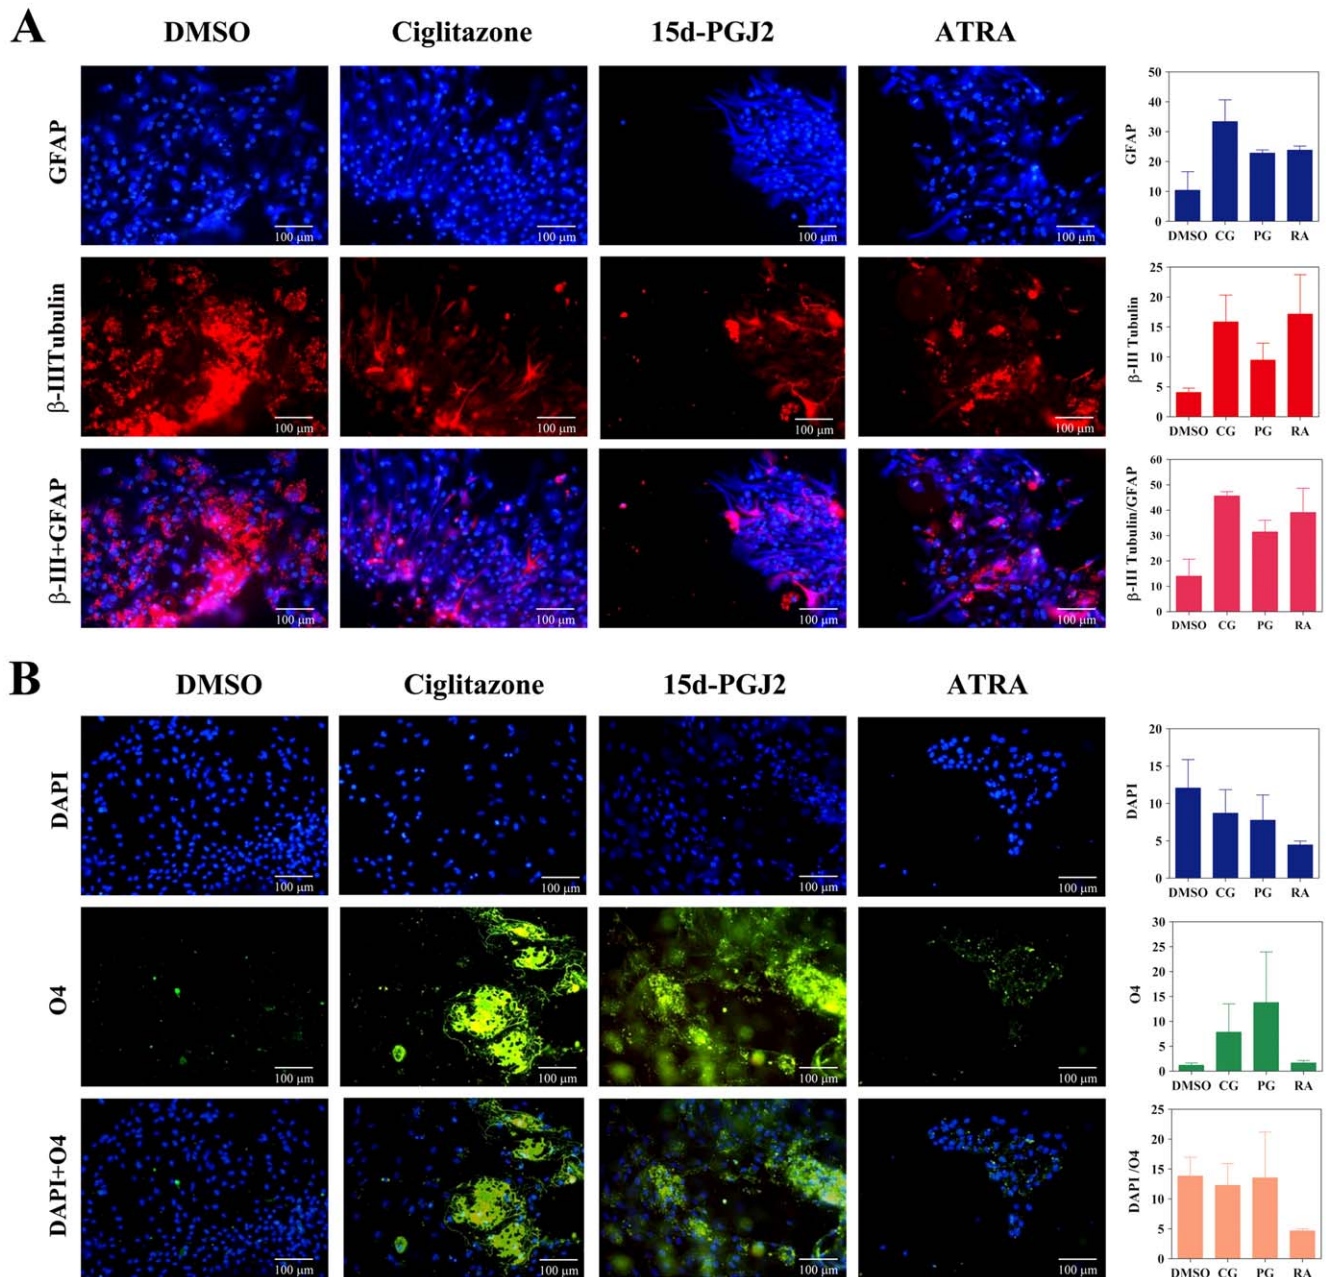 A
DMSO Ciglitazone 15d-PGJ2 ATRA
GFAP
100 µm 100 µm 100 µm 100 µm
GFAP
50
40
30
20
10
0
DMSO CG PG RA
β-IIITubulin
100 µm 100 µm 100 µm 100 µm
β-III Tubulin
25
20
15
10
5
0
DMSO CG PG RA
β-III+GFAP
100 µm 100 µm 100 µm 100 µm
β-III Tubulin/GFAP
60
50
40
30
20
10
0
DMSO CG PG RA
B
DMSO Ciglitazone 15d-PGJ2 ATRA
DAPI
100 µm 100 µm 100 µm 100 µm
DAPI
20
15
10
5
0
DMSO CG PG RA
O4
100 µm 100 µm 100 µm 100 µm
O4
30
25
20
15
10
5
0
DMSO CG PG RA
DAPI+O4
100 µm 100 µm 100 µm 100 µm
DAPI /O4
25
20
15
10
5
0
DMSO CG PG RA